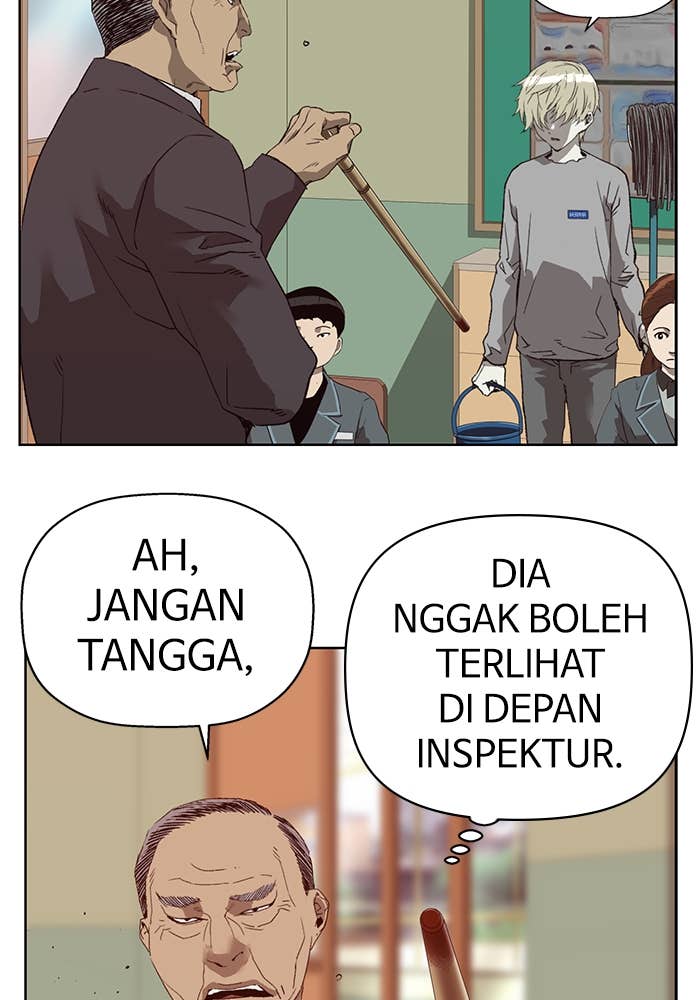 AH,
JANGAN
TANGGA,
DIA
NGGAK BOLEH
TERLIHAT
DI DEPAN
INSPEKTUR.